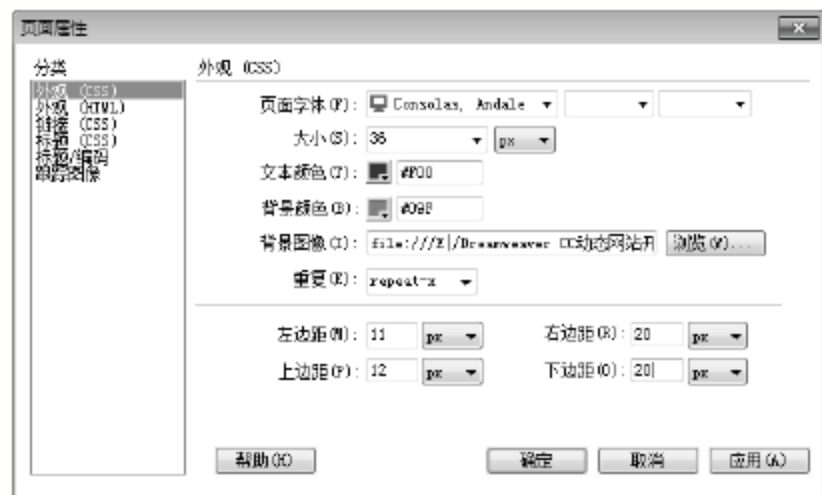 页面属性
分类
外观 (CSS)
外观 (HTML)
链接 (CSS)
标题 (CSS)
标题/编码
跟踪图像
外观 (CSS)
页面字体(F): Consolas, Andale
大小(S): 36 px
文本颜色(T): #F00
背景颜色(B): #09F
背景图像(I): file:///E|/Dreamweaver CC动态网站开 浏览(W)...
重复(E): repeat-x
左边距(M): 11 px 右边距(R): 20 px
上边距(P): 12 px 下边距(O): 20 px
帮助(H) 确定 取消 应用(A)